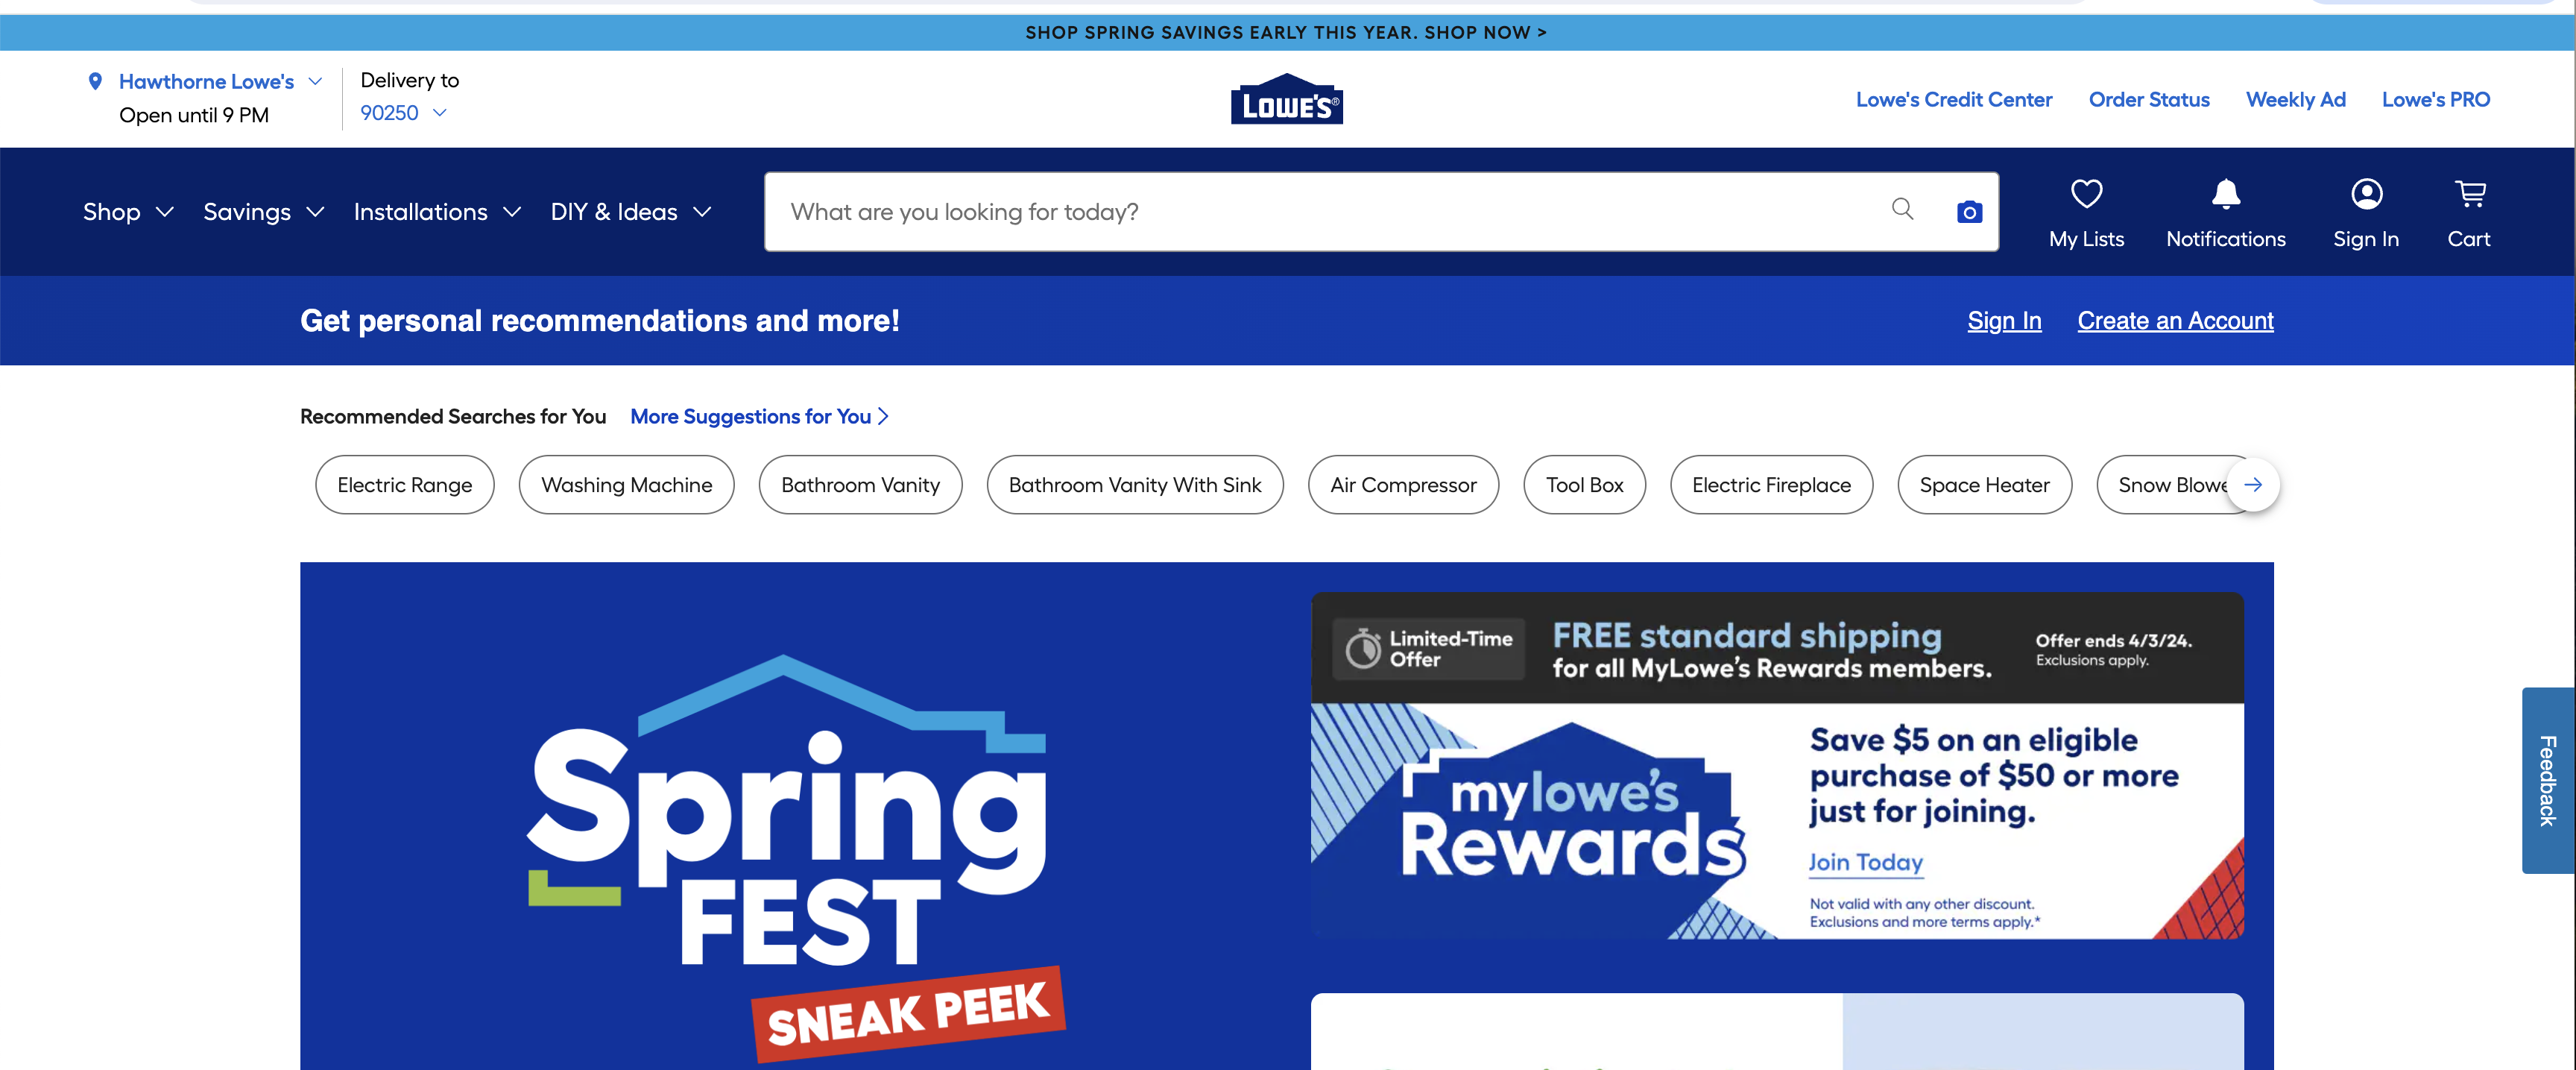 SHOP SPRING SAVINGS EARLY THIS YEAR. SHOP NOW >
Hawthorne Lowe's
Open until 9 PM
Delivery to
90250
LOWE'S®
Lowe's Credit Center
Order Status
Weekly Ad
Lowe's PRO
Shop
Savings
Installations
DIY & Ideas
What are you looking for today?
My Lists
Notifications
Sign In
Cart
Get personal recommendations and more!
Sign In
Create an Account
Recommended Searches for You
More Suggestions for You
Electric Range
Washing Machine
Bathroom Vanity
Bathroom Vanity With Sink
Air Compressor
Tool Box
Electric Fireplace
Space Heater
Snow Blowe
Spring
FEST
SNEAK PEEK
Limited-Time
Offer
FREE standard shipping
for all MyLowe's Rewards members.
Offer ends 4/3/24.
Exclusions apply.
mylowe's
Rewards
Save $5 on an eligible
purchase of $50 or more
just for joining.
Join Today
Not valid with any other discount.
Exclusions and more terms apply.*
Feedback